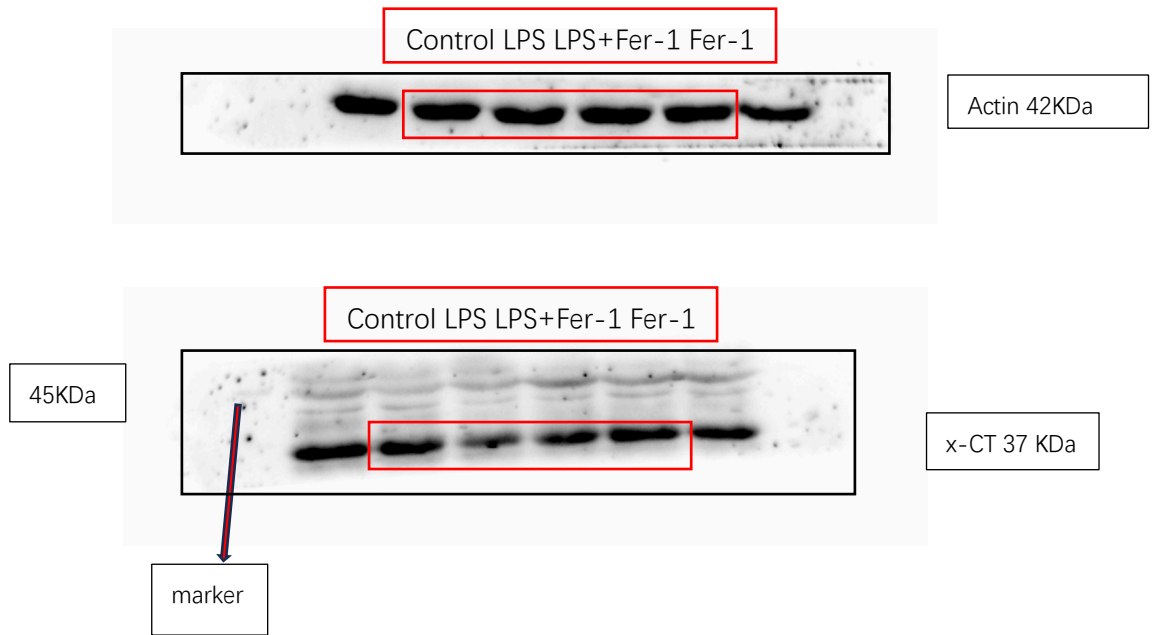 Control LPS LPS+Fer-1 Fer-1
Actin 42KDa
Control LPS LPS+Fer-1 Fer-1
45KDa
x-CT 37 KDa
marker